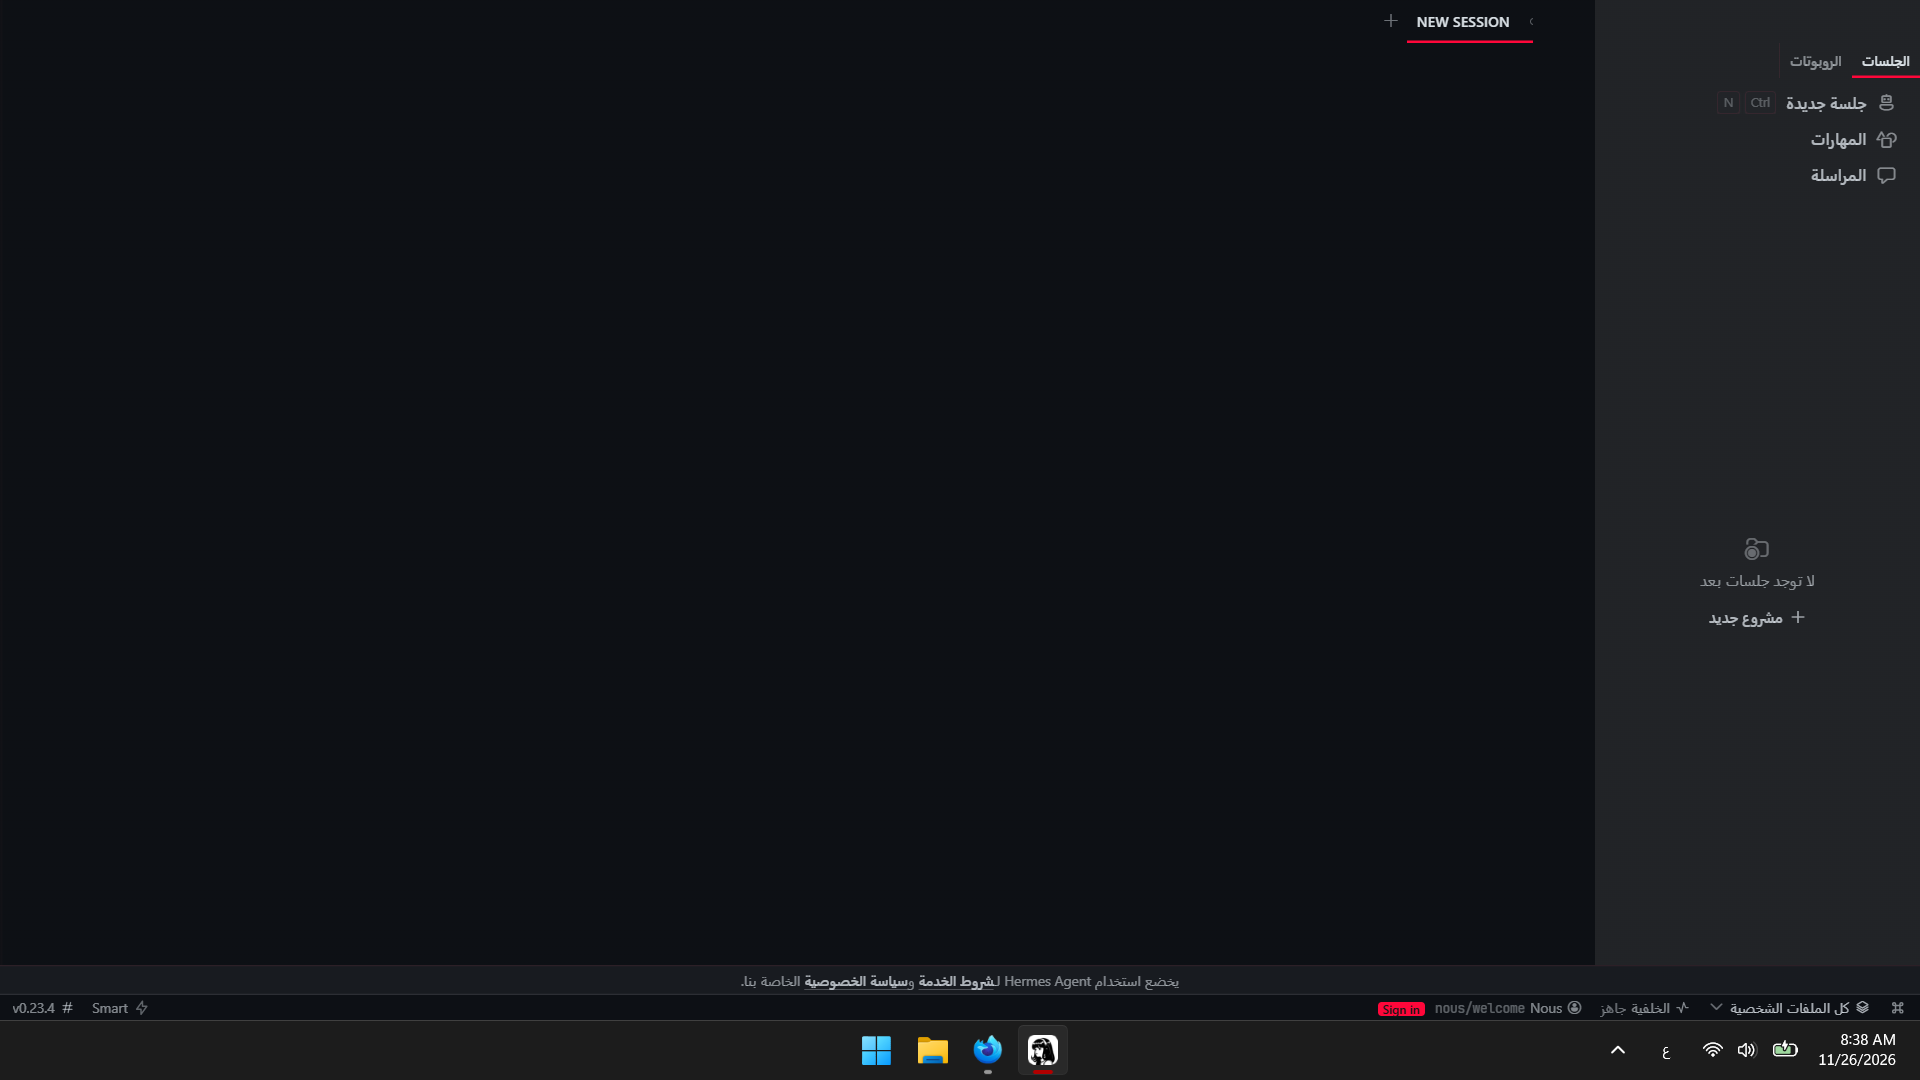 NEW SESSION
الجلسات
الروبوتات
جلسة جديدة Ctrl N
المهارات
المراسلة
لا توجد جلسات بعد
مشروع جديد
يخضع استخدام Hermes Agent لـشروط الخدمة وسياسة الخصوصية الخاصة بنا.
كل الملفات الشخصية
الخلفية جاهز
Nous nous/welcome Sign in
Smart
v0.23.4
ع
8:38 AM
11/26/2026